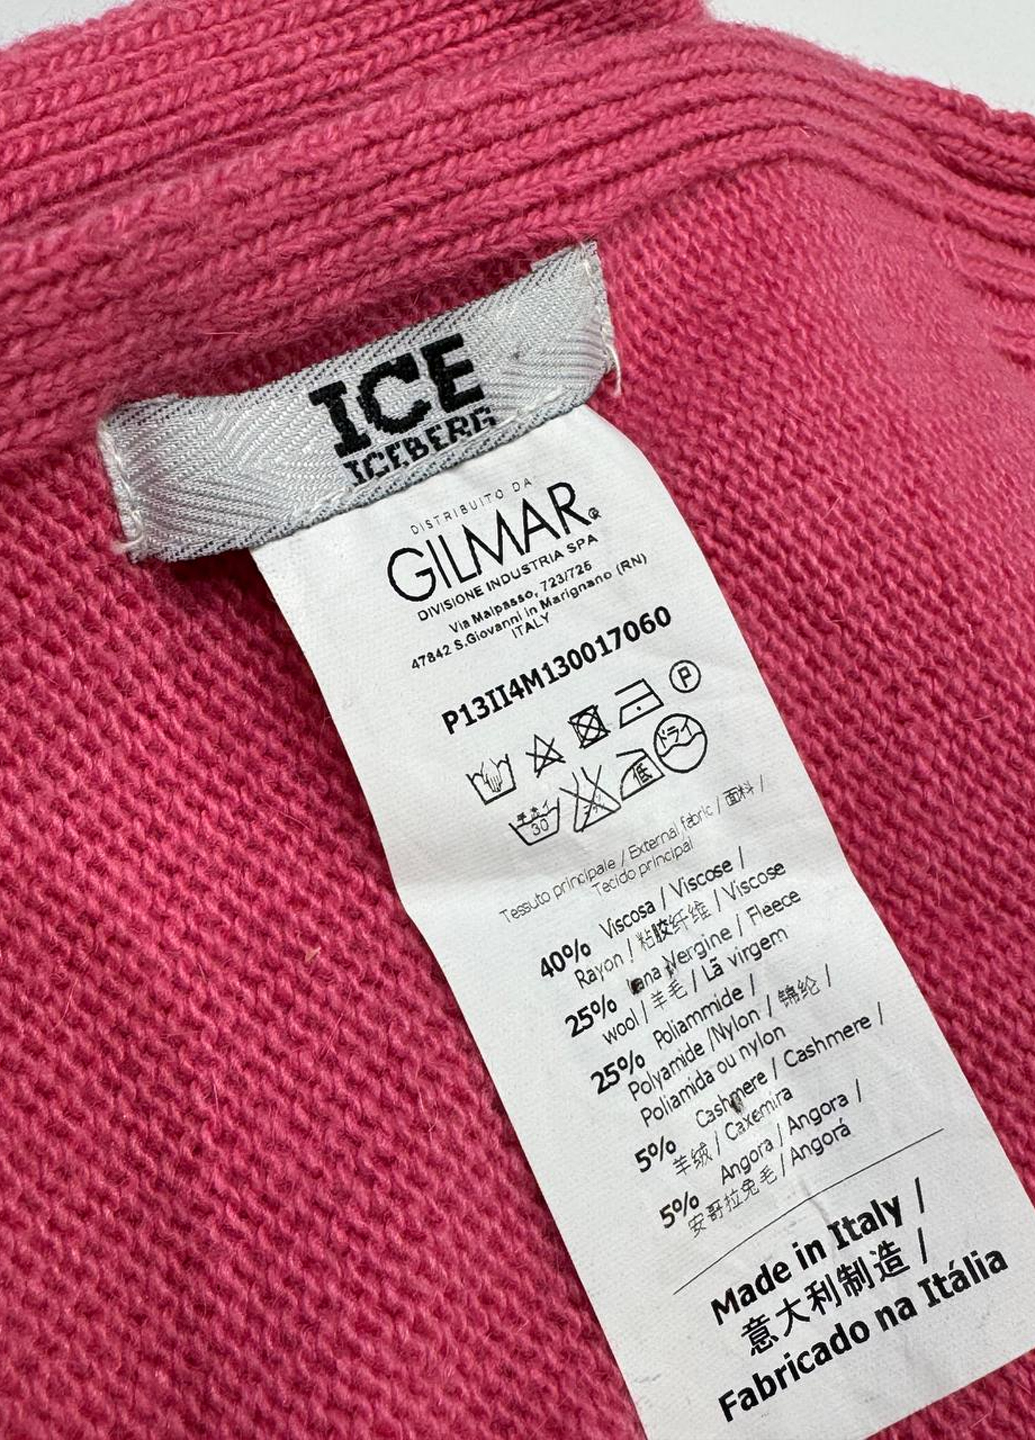 ICE
ICEBERG
DISTRIBUITO DA
GILMAR®
DIVISIONE INDUSTRIA SPA
Via Malpasso, 723/725
47842 S.Giovanni in Marignano (RN)
ITALY
P13II4M130017060
P
ドライ
低
30
Tessuto principale / External fabric / 面料 /
Tecido principal
40% Viscosa / Viscose /
Rayon / 粘胶纤维 / Viscose
25% Lana Vergine / Fleece
wool / 羊毛 / Lã virgem
25% Poliammide /
Polyamide /Nylon / 锦纶 /
Poliamida ou nylon
5% Cashmere / Cashmere /
羊绒 / Caxemira
5% Angora / Angora /
安哥拉兔毛 / Angorá
Made in Italy /
意大利制造 /
Fabricado na Itália